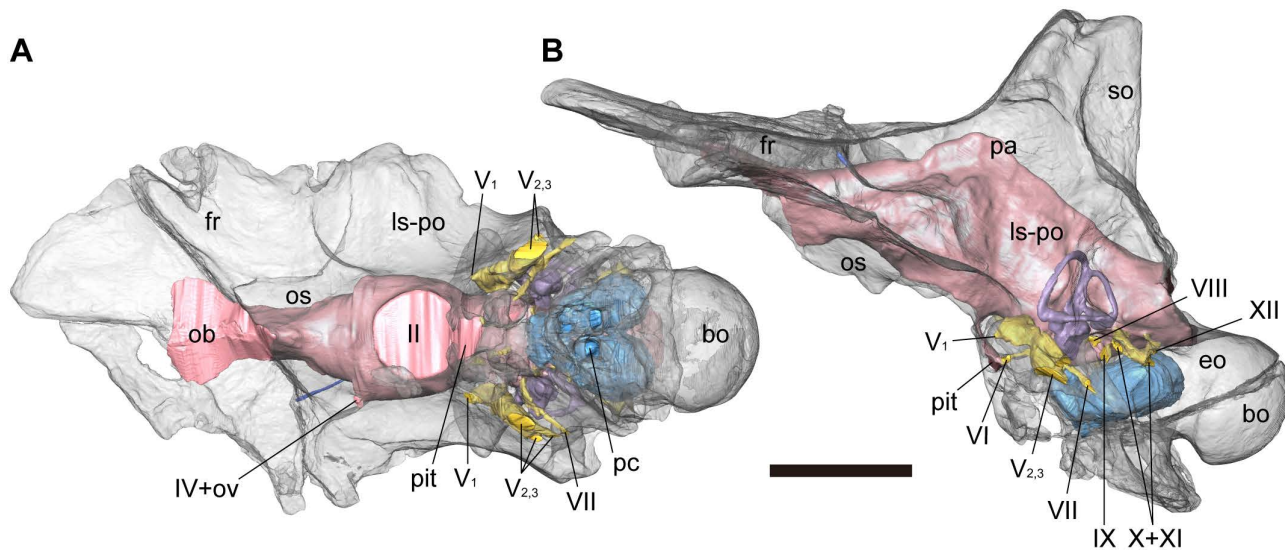 A
B
V1
V2,3
fr
ls-po
os
ob
II
bo
IV+ov
pit
V1
V2,3
VII
pc
so
fr
pa
ls-po
os
VIII
XII
V1
eo
pit
bo
VI
V2,3
VII
IX
X+XI